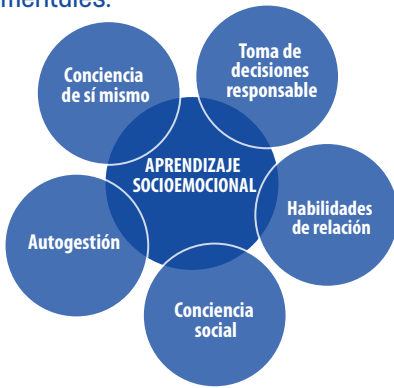 mentales.
Conciencia
de sí mismo
Toma de
decisiones
responsable
APRENDIZAJE
SOCIOEMOCIONAL
Habilidades
de relación
Autogestión
Conciencia
social